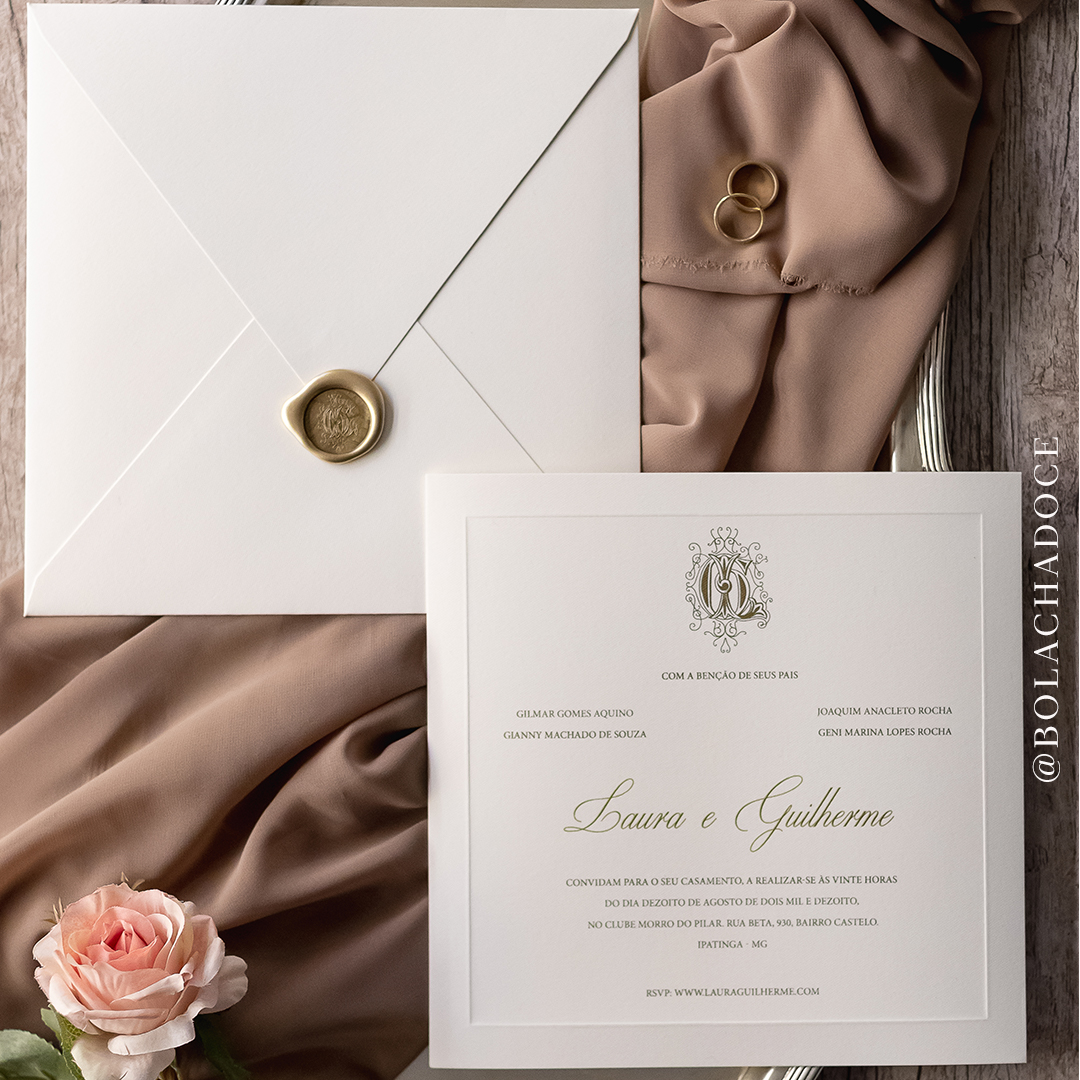 COM A BENÇÃO DE SEUS PAIS
GILMAR GOMES AQUINO
GIANNY MACHADO DE SOUZA
JOAQUIM ANACLETO ROCHA
GENI MARINA LOPES ROCHA
Laura e Guilherme
CONVIDAM PARA O SEU CASAMENTO, A REALIZAR-SE ÀS VINTE HORAS
DO DIA DEZOITO DE AGOSTO DE DOIS MIL E DEZOITO,
NO CLUBE MORRO DO PILAR. RUA BETA, 930, BAIRRO CASTELO.
IPATINGA - MG
RSVP: WWW.LAURAGUILHERME.COM
@BOLACHADOCE